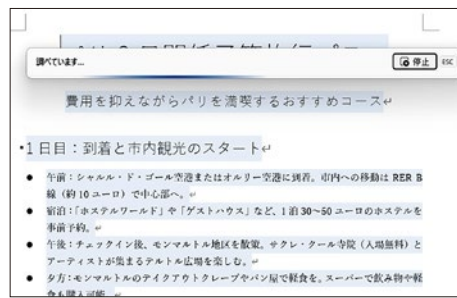 調べています...
停止 ESC
費用を抑えながらパリを満喫するおすすめコース↵
•1 日目：到着と市内観光のスタート↵
● 午前：シャルル・ド・ゴール空港またはオルリー空港に到着。市内への移動は RER B
線（約 10 ユーロ）で中心部へ。↵
● 宿泊：「ホステルワールド」や「ゲストハウス」など、1 泊 30～50 ユーロのホステルを
事前予約。↵
● 午後：チェックイン後、モンマルトル地区を散策。サクレ・クール寺院（入場無料）と
アーティストが集まるテルトル広場を楽しむ。↵
● 夕方：モンマルトルのテイクアウトクレープやパン屋で軽食を。スーパーで飲み物や軽
食も購入可能。↵